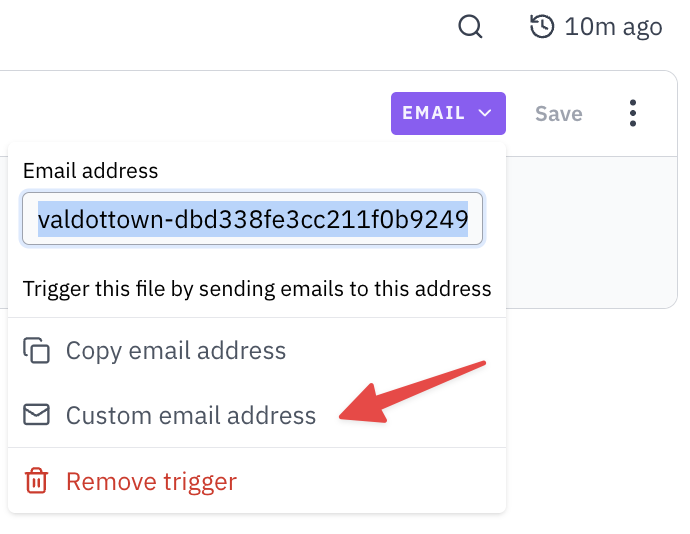 10m ago
EMAIL
Save
Email address
valdottown-dbd338fe3cc211f0b9249
Trigger this file by sending emails to this address
Copy email address
Custom email address
Remove trigger